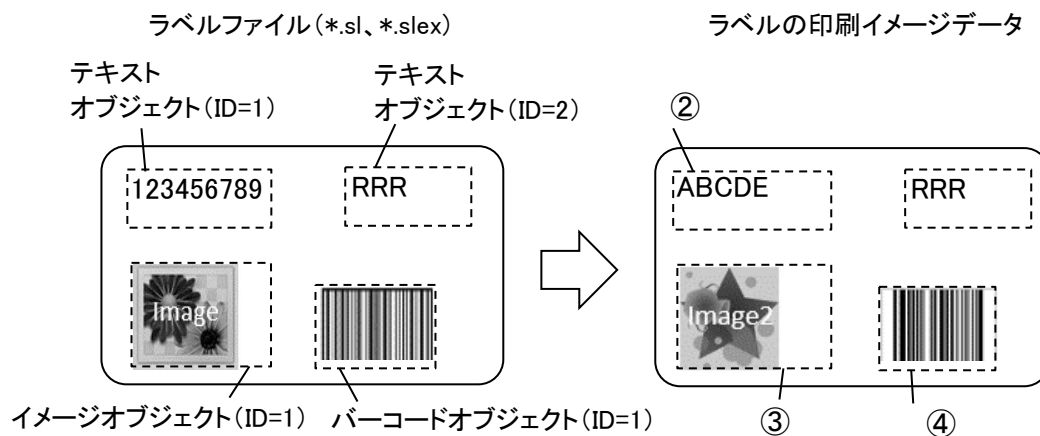 ラベルファイル(*.sl、*.slex)
ラベルの印刷イメージデータ
テキスト
オブジェクト(ID=1)
テキスト
オブジェクト(ID=2)
②
123456789
RRR
ABCDE
RRR
Image
Image2
イメージオブジェクト(ID=1)
バーコードオブジェクト(ID=1)
③
④